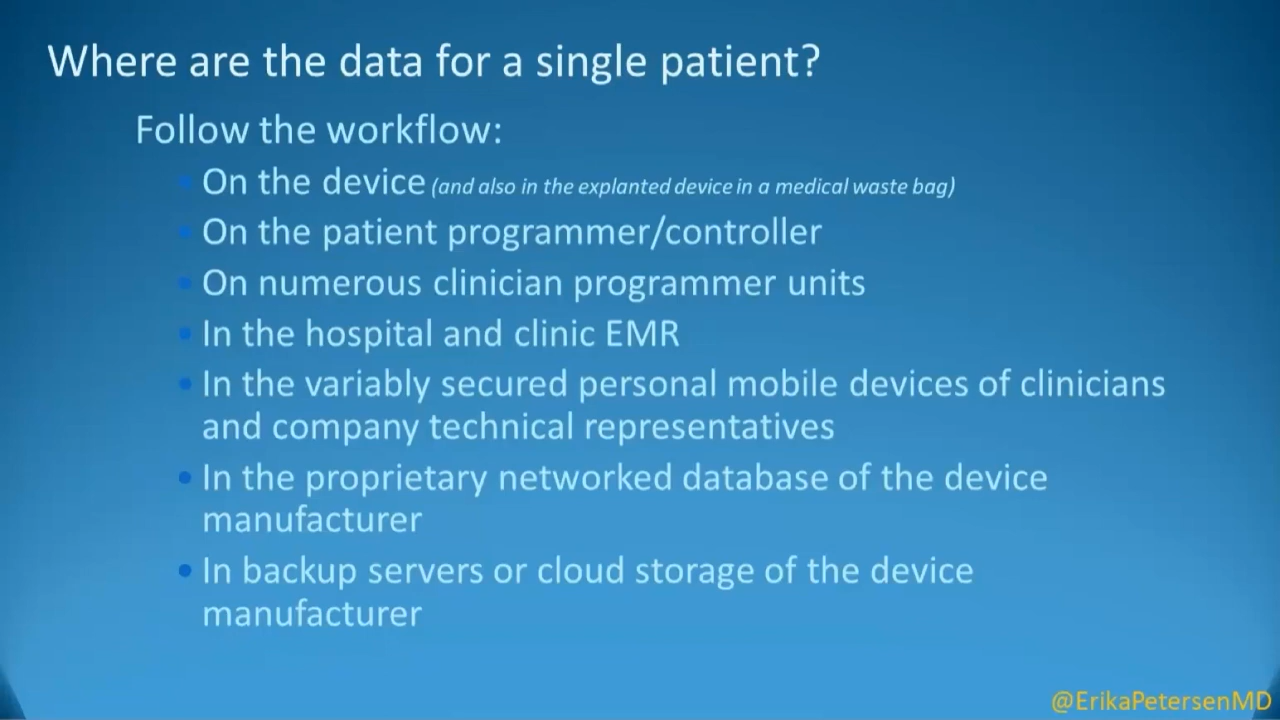 Where are the data for a single patient?
Follow the workflow:
On the device (and also in the explanted device in a medical waste bag)
On the patient programmer/controller
On numerous clinician programmer units
In the hospital and clinic EMR
In the variably secured personal mobile devices of clinicians
and company technical representatives
In the proprietary networked database of the device
manufacturer
In backup servers or cloud storage of the device
manufacturer
@ErikaPetersenMD